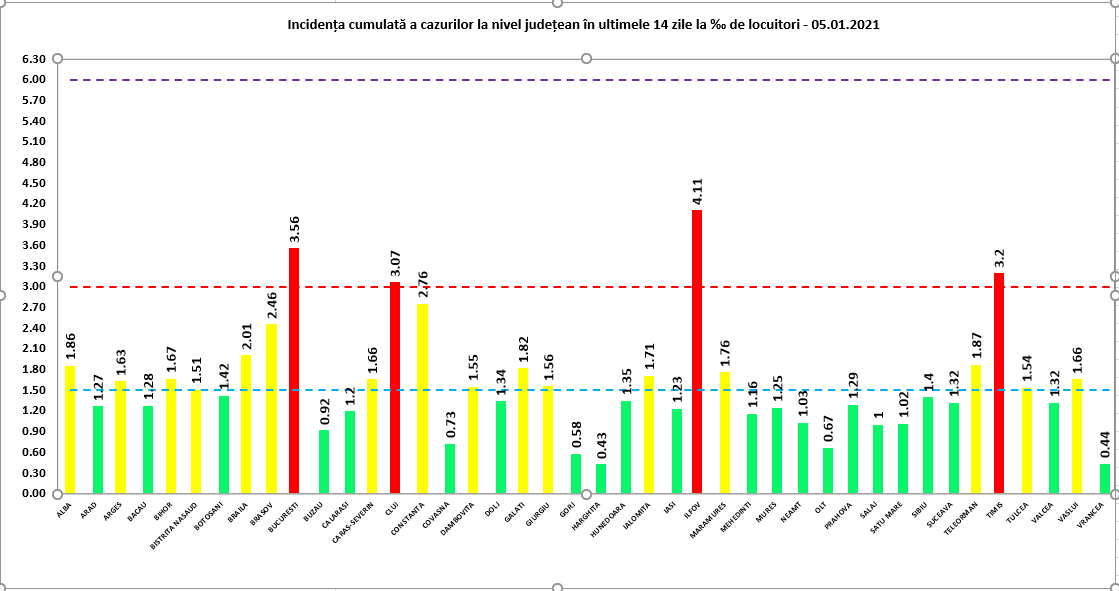 Incidența cumulată a cazurilor la nivel județean în ultimele 14 zile la ‰ de locuitori - 05.01.2021
6.30
6.00
5.70
5.40
5.10
4.80
4.50
4.20
3.90
3.60
3.30
3.00
2.70
2.40
2.10
1.80
1.50
1.20
0.90
0.60
0.30
0.00
1.86
1.27
1.63
1.28
1.67
1.51
1.42
2.01
2.46
3.56
0.92
1.2
1.66
3.07
2.76
0.73
1.55
1.34
1.82
1.56
0.58
0.43
1.35
1.71
1.23
4.11
1.76
1.16
1.25
1.03
0.67
1.29
1
1.02
1.4
1.32
1.87
3.2
1.54
1.32
1.66
0.44
ALBA
ARAD
ARGES
BACAU
BIHOR
BISTRITA NASAUD
BOTOSANI
BRAILA
BRASOV
BUCURESTI
BUZAU
CALARASI
CARAS-SEVERIN
CLUJ
CONSTANTA
COVASNA
DAMBOVITA
DOLJ
GALATI
GIURGIU
GORJ
HARGHITA
HUNEDOARA
IALOMITA
IASI
ILFOV
MARAMURES
MEHEDINTI
MURES
NEAMT
OLT
PRAHOVA
SALAJ
SATU MARE
SIBIU
SUCEAVA
TELEORMAN
TIMIS
TULCEA
VALCEA
VASLUI
VRANCEA